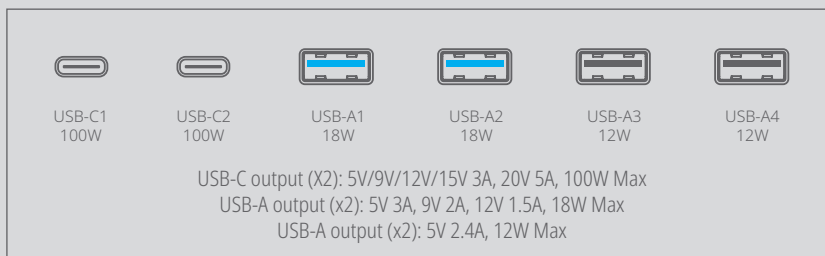 USB-C1 USB-C2 USB-A1 USB-A2 USB-A3 USB-A4
100W 100W 18W 18W 12W 12W
USB-C output (X2): 5V/9V/12V/15V 3A, 20V 5A, 100W Max
USB-A output (x2): 5V 3A, 9V 2A, 12V 1.5A, 18W Max
USB-A output (x2): 5V 2.4A, 12W Max